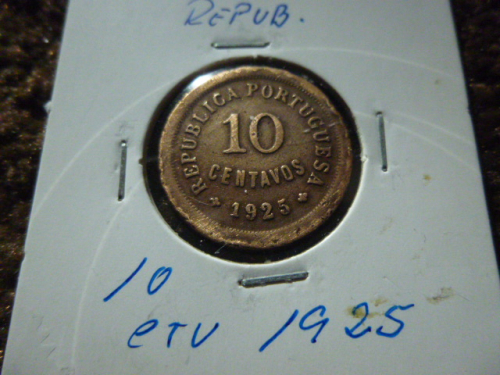 REPUB.
REPUBLICA PORTUGUESA
10
CENTAVOS
1925
10
CTV 1925